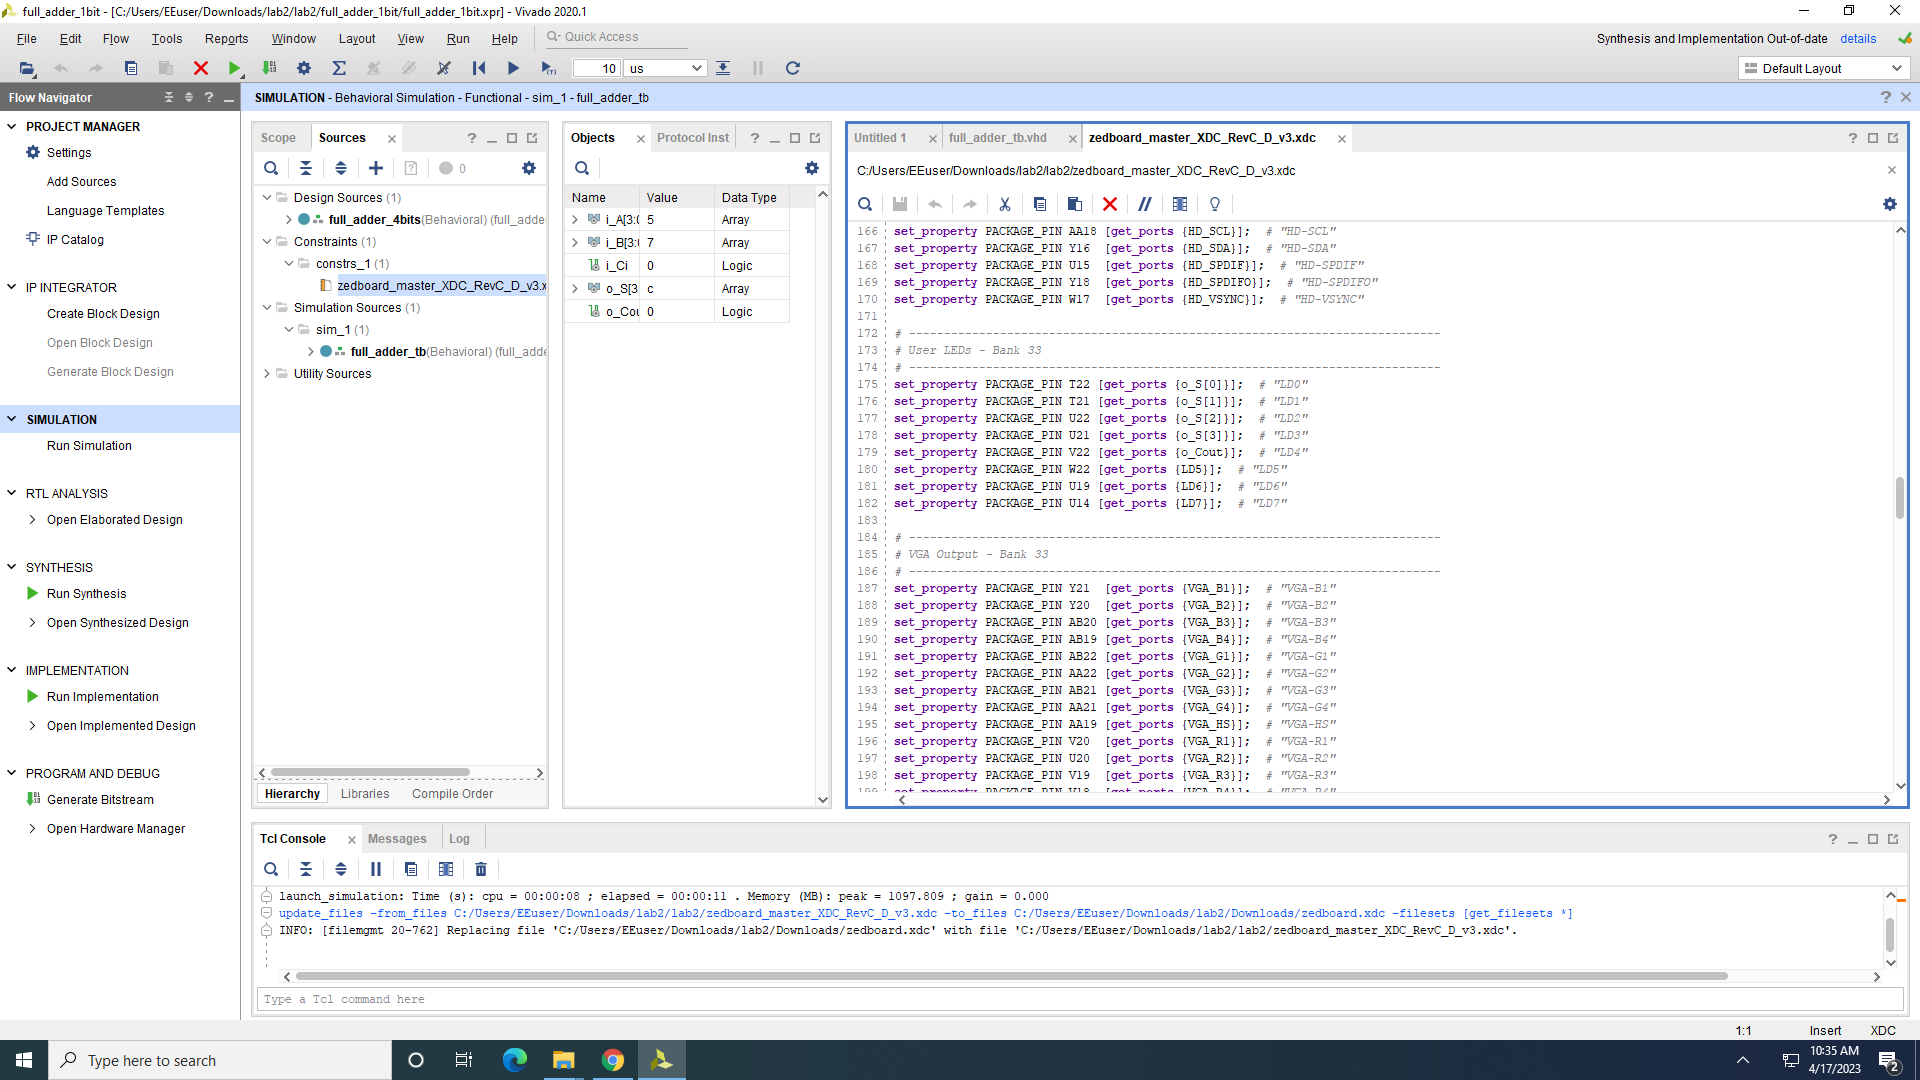 full_adder_1bit - [C:/Users/EEuser/Downloads/lab2/lab2/full_adder_1bit/full_adder_1bit.xpr] - Vivado 2020.1
File Edit Flow Tools Reports Window Layout View Run Help Quick Access
Synthesis and Implementation Out-of-date details
10 us
Default Layout
Flow Navigator
PROJECT MANAGER
Settings
Add Sources
Language Templates
IP Catalog
IP INTEGRATOR
Create Block Design
Open Block Design
Generate Block Design
SIMULATION
Run Simulation
RTL ANALYSIS
Open Elaborated Design
SYNTHESIS
Run Synthesis
Open Synthesized Design
IMPLEMENTATION
Run Implementation
Open Implemented Design
PROGRAM AND DEBUG
Generate Bitstream
Open Hardware Manager
SIMULATION - Behavioral Simulation - Functional - sim_1 - full_adder_tb
Scope Sources
0
Design Sources (1)
full_adder_4bits(Behavioral) (full_adde
Constraints (1)
constrs_1 (1)
zedboard_master_XDC_RevC_D_v3.x
Simulation Sources (1)
sim_1 (1)
full_adder_tb(Behavioral) (full_adde
Utility Sources
Hierarchy Libraries Compile Order
Objects Protocol Inst
Name Value Data Type
i_A[3:0 5 Array
i_B[3:0 7 Array
i_Ci 0 Logic
o_S[3: c Array
o_Cou 0 Logic
Untitled 1 full_adder_tb.vhd zedboard_master_XDC_RevC_D_v3.xdc
C:/Users/EEuser/Downloads/lab2/lab2/zedboard_master_XDC_RevC_D_v3.xdc
166 set_property PACKAGE_PIN AA18 [get_ports {HD_SCL}]; # "HD-SCL"
167 set_property PACKAGE_PIN Y16 [get_ports {HD_SDA}]; # "HD-SDA"
168 set_property PACKAGE_PIN U15 [get_ports {HD_SPDIF}]; # "HD-SPDIF"
169 set_property PACKAGE_PIN Y18 [get_ports {HD_SPDIFO}]; # "HD-SPDIFO"
170 set_property PACKAGE_PIN W17 [get_ports {HD_VSYNC}]; # "HD-VSYNC"
171
172 # ----------------------------------------------------------------------------
173 # User LEDs - Bank 33
174 # ----------------------------------------------------------------------------
175 set_property PACKAGE_PIN T22 [get_ports {o_S[0]}]; # "LD0"
176 set_property PACKAGE_PIN T21 [get_ports {o_S[1]}]; # "LD1"
177 set_property PACKAGE_PIN U22 [get_ports {o_S[2]}]; # "LD2"
178 set_property PACKAGE_PIN U21 [get_ports {o_S[3]}]; # "LD3"
179 set_property PACKAGE_PIN V22 [get_ports {o_Cout}]; # "LD4"
180 set_property PACKAGE_PIN W22 [get_ports {LD5}]; # "LD5"
181 set_property PACKAGE_PIN U19 [get_ports {LD6}]; # "LD6"
182 set_property PACKAGE_PIN U14 [get_ports {LD7}]; # "LD7"
183
184 # ----------------------------------------------------------------------------
185 # VGA Output - Bank 33
186 # ----------------------------------------------------------------------------
187 set_property PACKAGE_PIN Y21 [get_ports {VGA_B1}]; # "VGA-B1"
188 set_property PACKAGE_PIN Y20 [get_ports {VGA_B2}]; # "VGA-B2"
189 set_property PACKAGE_PIN AB20 [get_ports {VGA_B3}]; # "VGA-B3"
190 set_property PACKAGE_PIN AB19 [get_ports {VGA_B4}]; # "VGA-B4"
191 set_property PACKAGE_PIN AB22 [get_ports {VGA_G1}]; # "VGA-G1"
192 set_property PACKAGE_PIN AA22 [get_ports {VGA_G2}]; # "VGA-G2"
193 set_property PACKAGE_PIN AB21 [get_ports {VGA_G3}]; # "VGA-G3"
194 set_property PACKAGE_PIN AA21 [get_ports {VGA_G4}]; # "VGA-G4"
195 set_property PACKAGE_PIN AA19 [get_ports {VGA_HS}]; # "VGA-HS"
196 set_property PACKAGE_PIN V20 [get_ports {VGA_R1}]; # "VGA-R1"
197 set_property PACKAGE_PIN U20 [get_ports {VGA_R2}]; # "VGA-R2"
198 set_property PACKAGE_PIN V19 [get_ports {VGA_R3}]; # "VGA-R3"
199 set_property PACKAGE_PIN V18 [get_ports {VGA_R4}]; # "VGA-R4"
Tcl Console Messages Log
launch_simulation: Time (s): cpu = 00:00:08 ; elapsed = 00:00:11 . Memory (MB): peak = 1097.809 ; gain = 0.000
update_files -from_files C:/Users/EEuser/Downloads/lab2/lab2/zedboard_master_XDC_RevC_D_v3.xdc -to_files C:/Users/EEuser/Downloads/lab2/Downloads/zedboard.xdc -filesets [get_filesets *]
INFO: [filemgmt 20-762] Replacing file 'C:/Users/EEuser/Downloads/lab2/Downloads/zedboard.xdc' with file 'C:/Users/EEuser/Downloads/lab2/lab2/zedboard_master_XDC_RevC_D_v3.xdc'.
Type a Tcl command here
1:1 Insert XDC
Type here to search
10:35 AM
4/17/2023
2